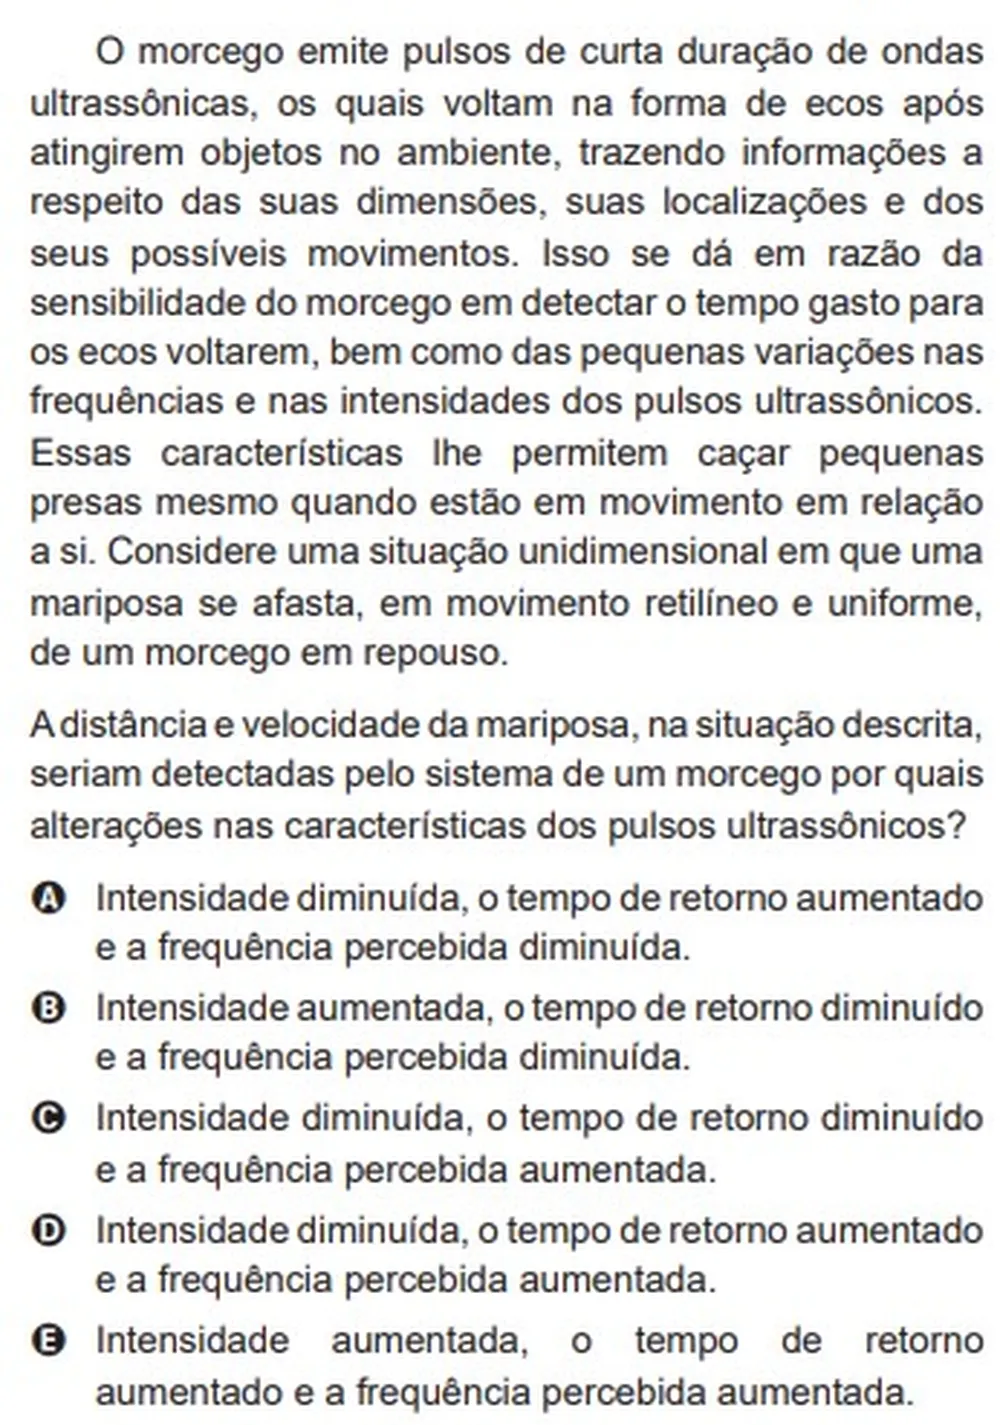 O morcego emite pulsos de curta duração de ondas
ultrassônicas, os quais voltam na forma de ecos após
atingirem objetos no ambiente, trazendo informações a
respeito das suas dimensões, suas localizações e dos
seus possíveis movimentos. Isso se dá em razão da
sensibilidade do morcego em detectar o tempo gasto para
os ecos voltarem, bem como das pequenas variações nas
frequências e nas intensidades dos pulsos ultrassônicos.
Essas características lhe permitem caçar pequenas
presas mesmo quando estão em movimento em relação
a si. Considere uma situação unidimensional em que uma
mariposa se afasta, em movimento retilíneo e uniforme,
de um morcego em repouso.
A distância e velocidade da mariposa, na situação descrita,
seriam detectadas pelo sistema de um morcego por quais
alterações nas características dos pulsos ultrassônicos?
A Intensidade diminuída, o tempo de retorno aumentado
e a frequência percebida diminuída.
B Intensidade aumentada, o tempo de retorno diminuído
e a frequência percebida diminuída.
C Intensidade diminuída, o tempo de retorno diminuído
e a frequência percebida aumentada.
D Intensidade diminuída, o tempo de retorno aumentado
e a frequência percebida aumentada.
E Intensidade aumentada, o tempo de retorno
aumentado e a frequência percebida aumentada.